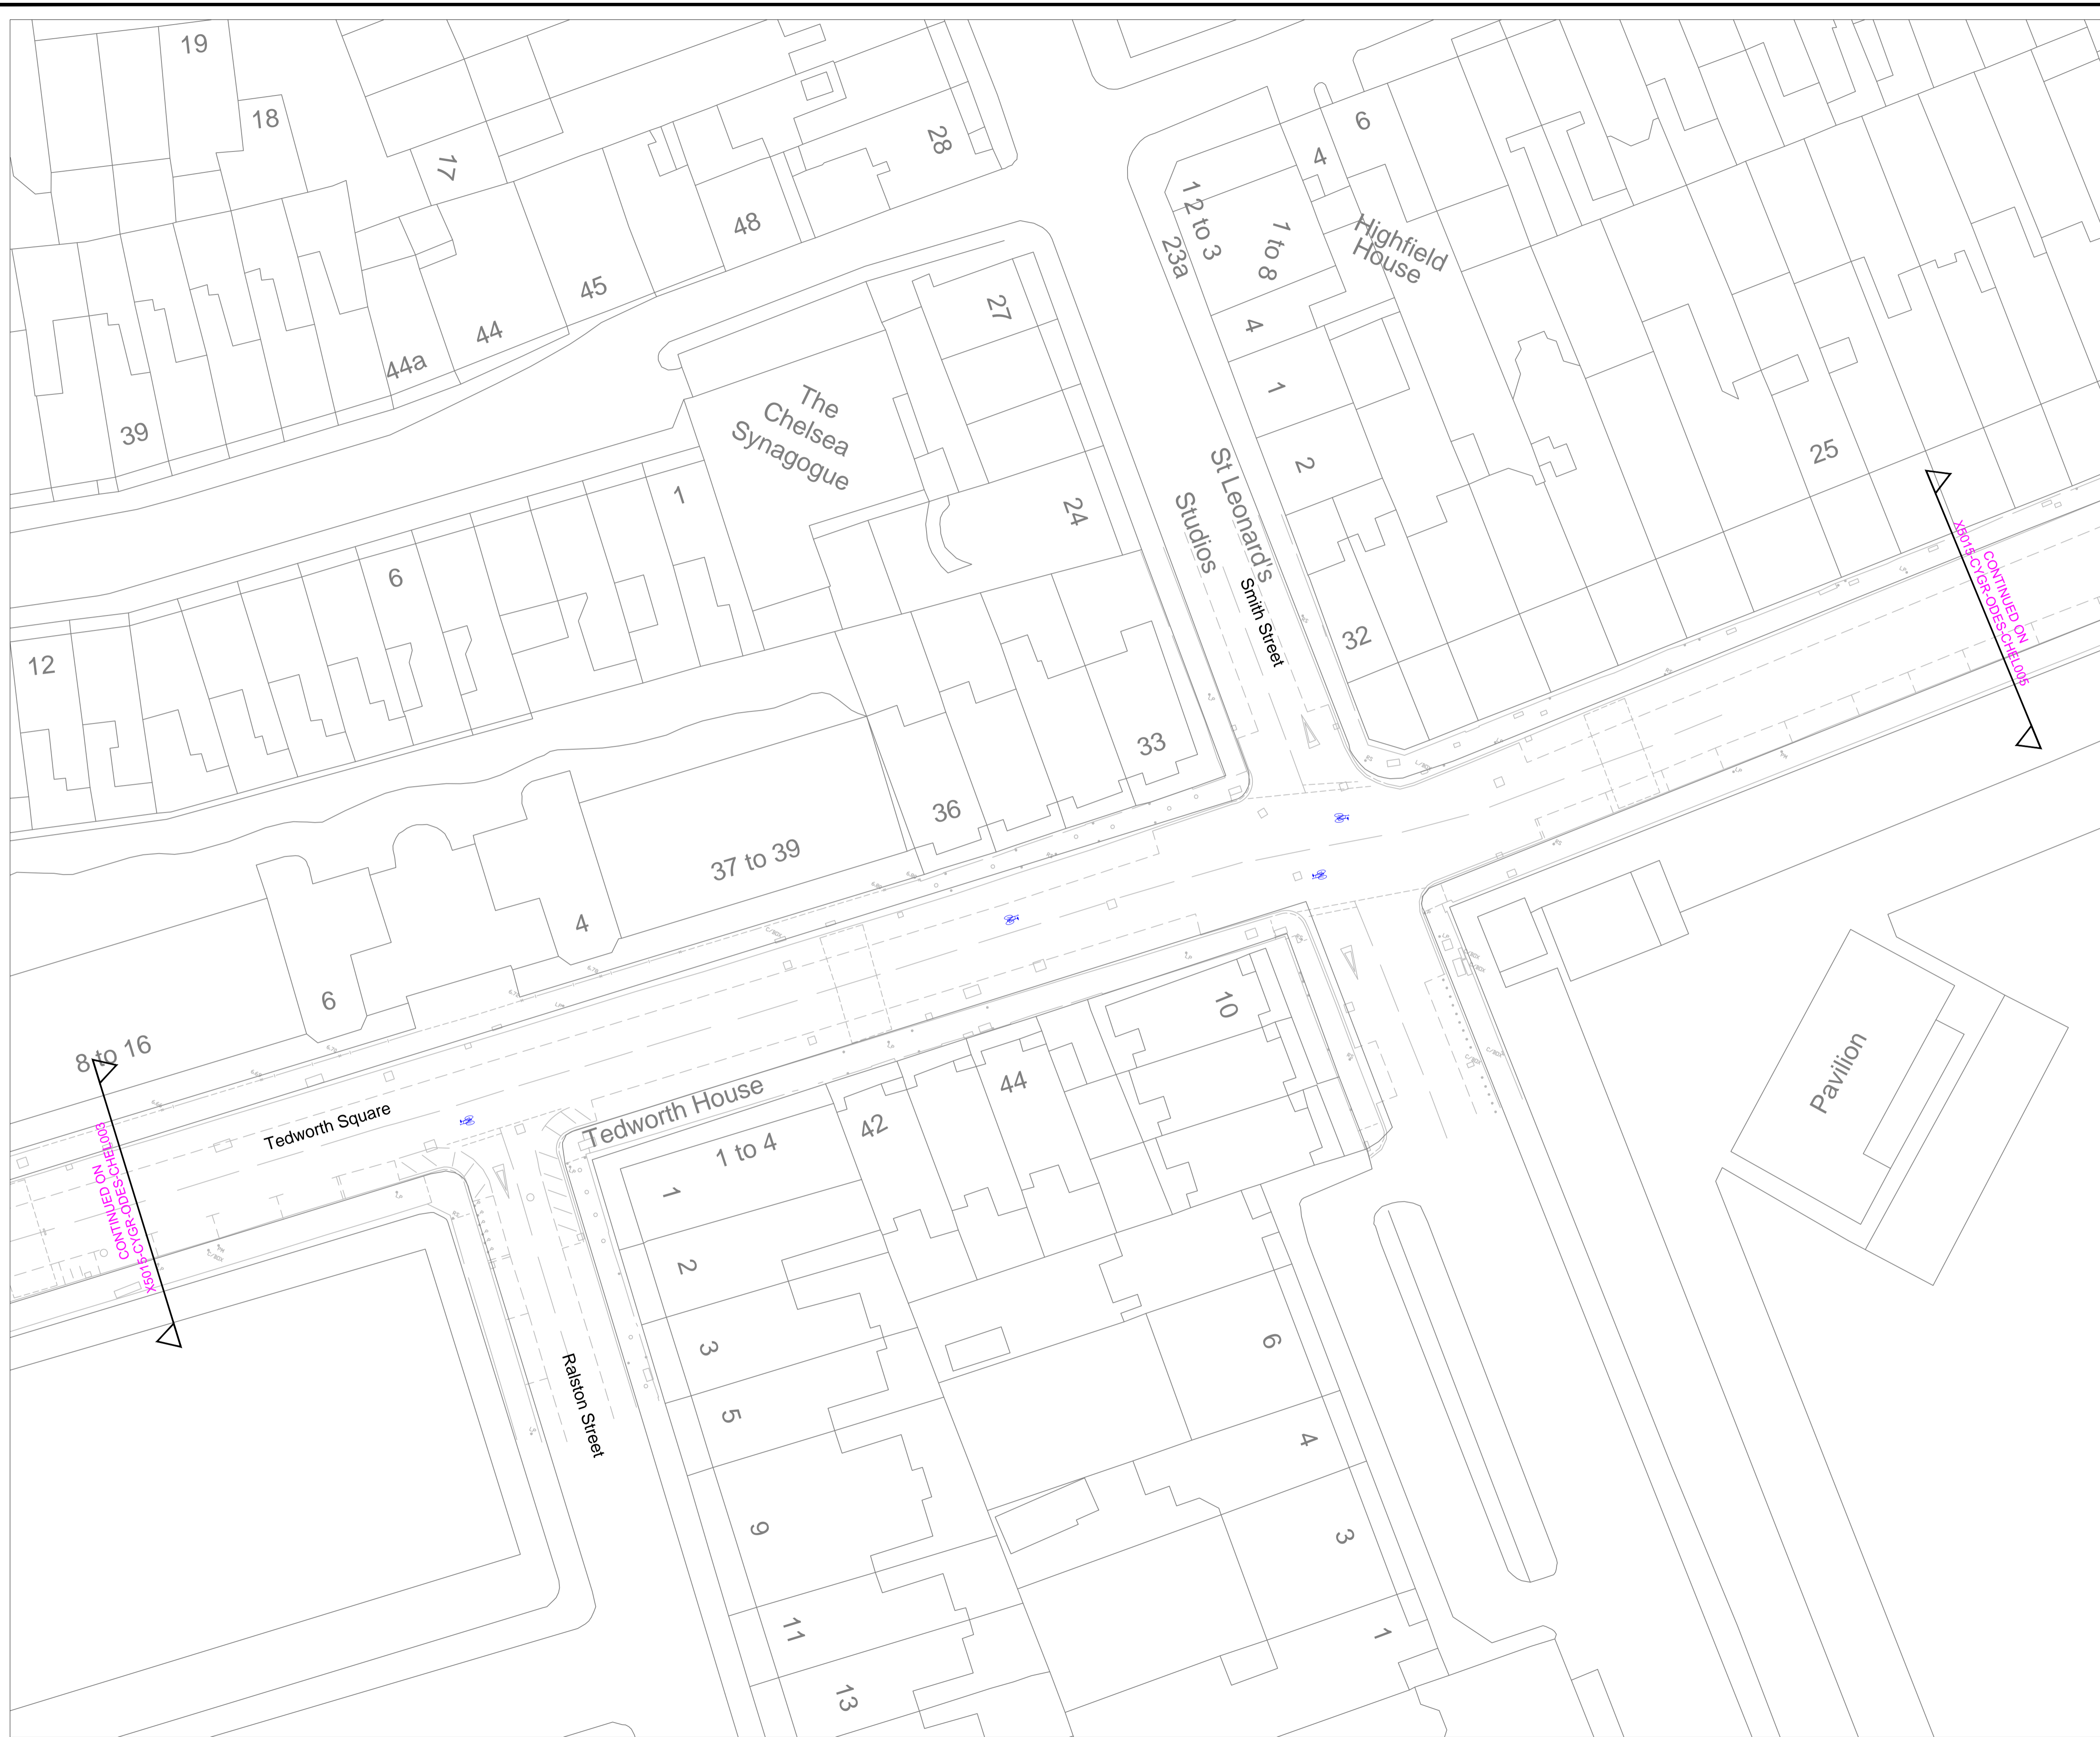 19
18
17
28
6
4
1 2 to 3
23a
1 to 8
Highfield
House
48
45
44
44a
39
27
4
1
2
The
Chelsea
Synagogue
1
24
25
St Leonard's
Studios
Smith Street
32
6
12
CONTINUED ON
X5015-CYGR-ODES-CHEL005
33
36
37 to 39
4
6
8 to 16
Tedworth Square
CONTINUED ON
X5015-CYGR-ODES-CHEL003
Tedworth House
1 to 4
42
44
10
Pavilion
1
2
3
5
9
11
13
Ralston Street
6
4
3
1